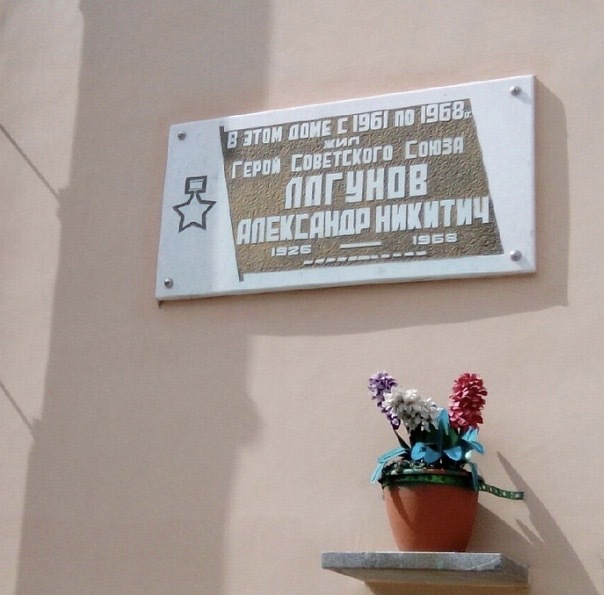 В ЭТОМ ДОМЕ С 1961 ПО 1968 г.
ЖИЛ
ГЕРОЙ СОВЕТСКОГО СОЮЗА
ЛОГУНОВ
АЛЕКСАНДР НИКИТИЧ
1926 — 1968